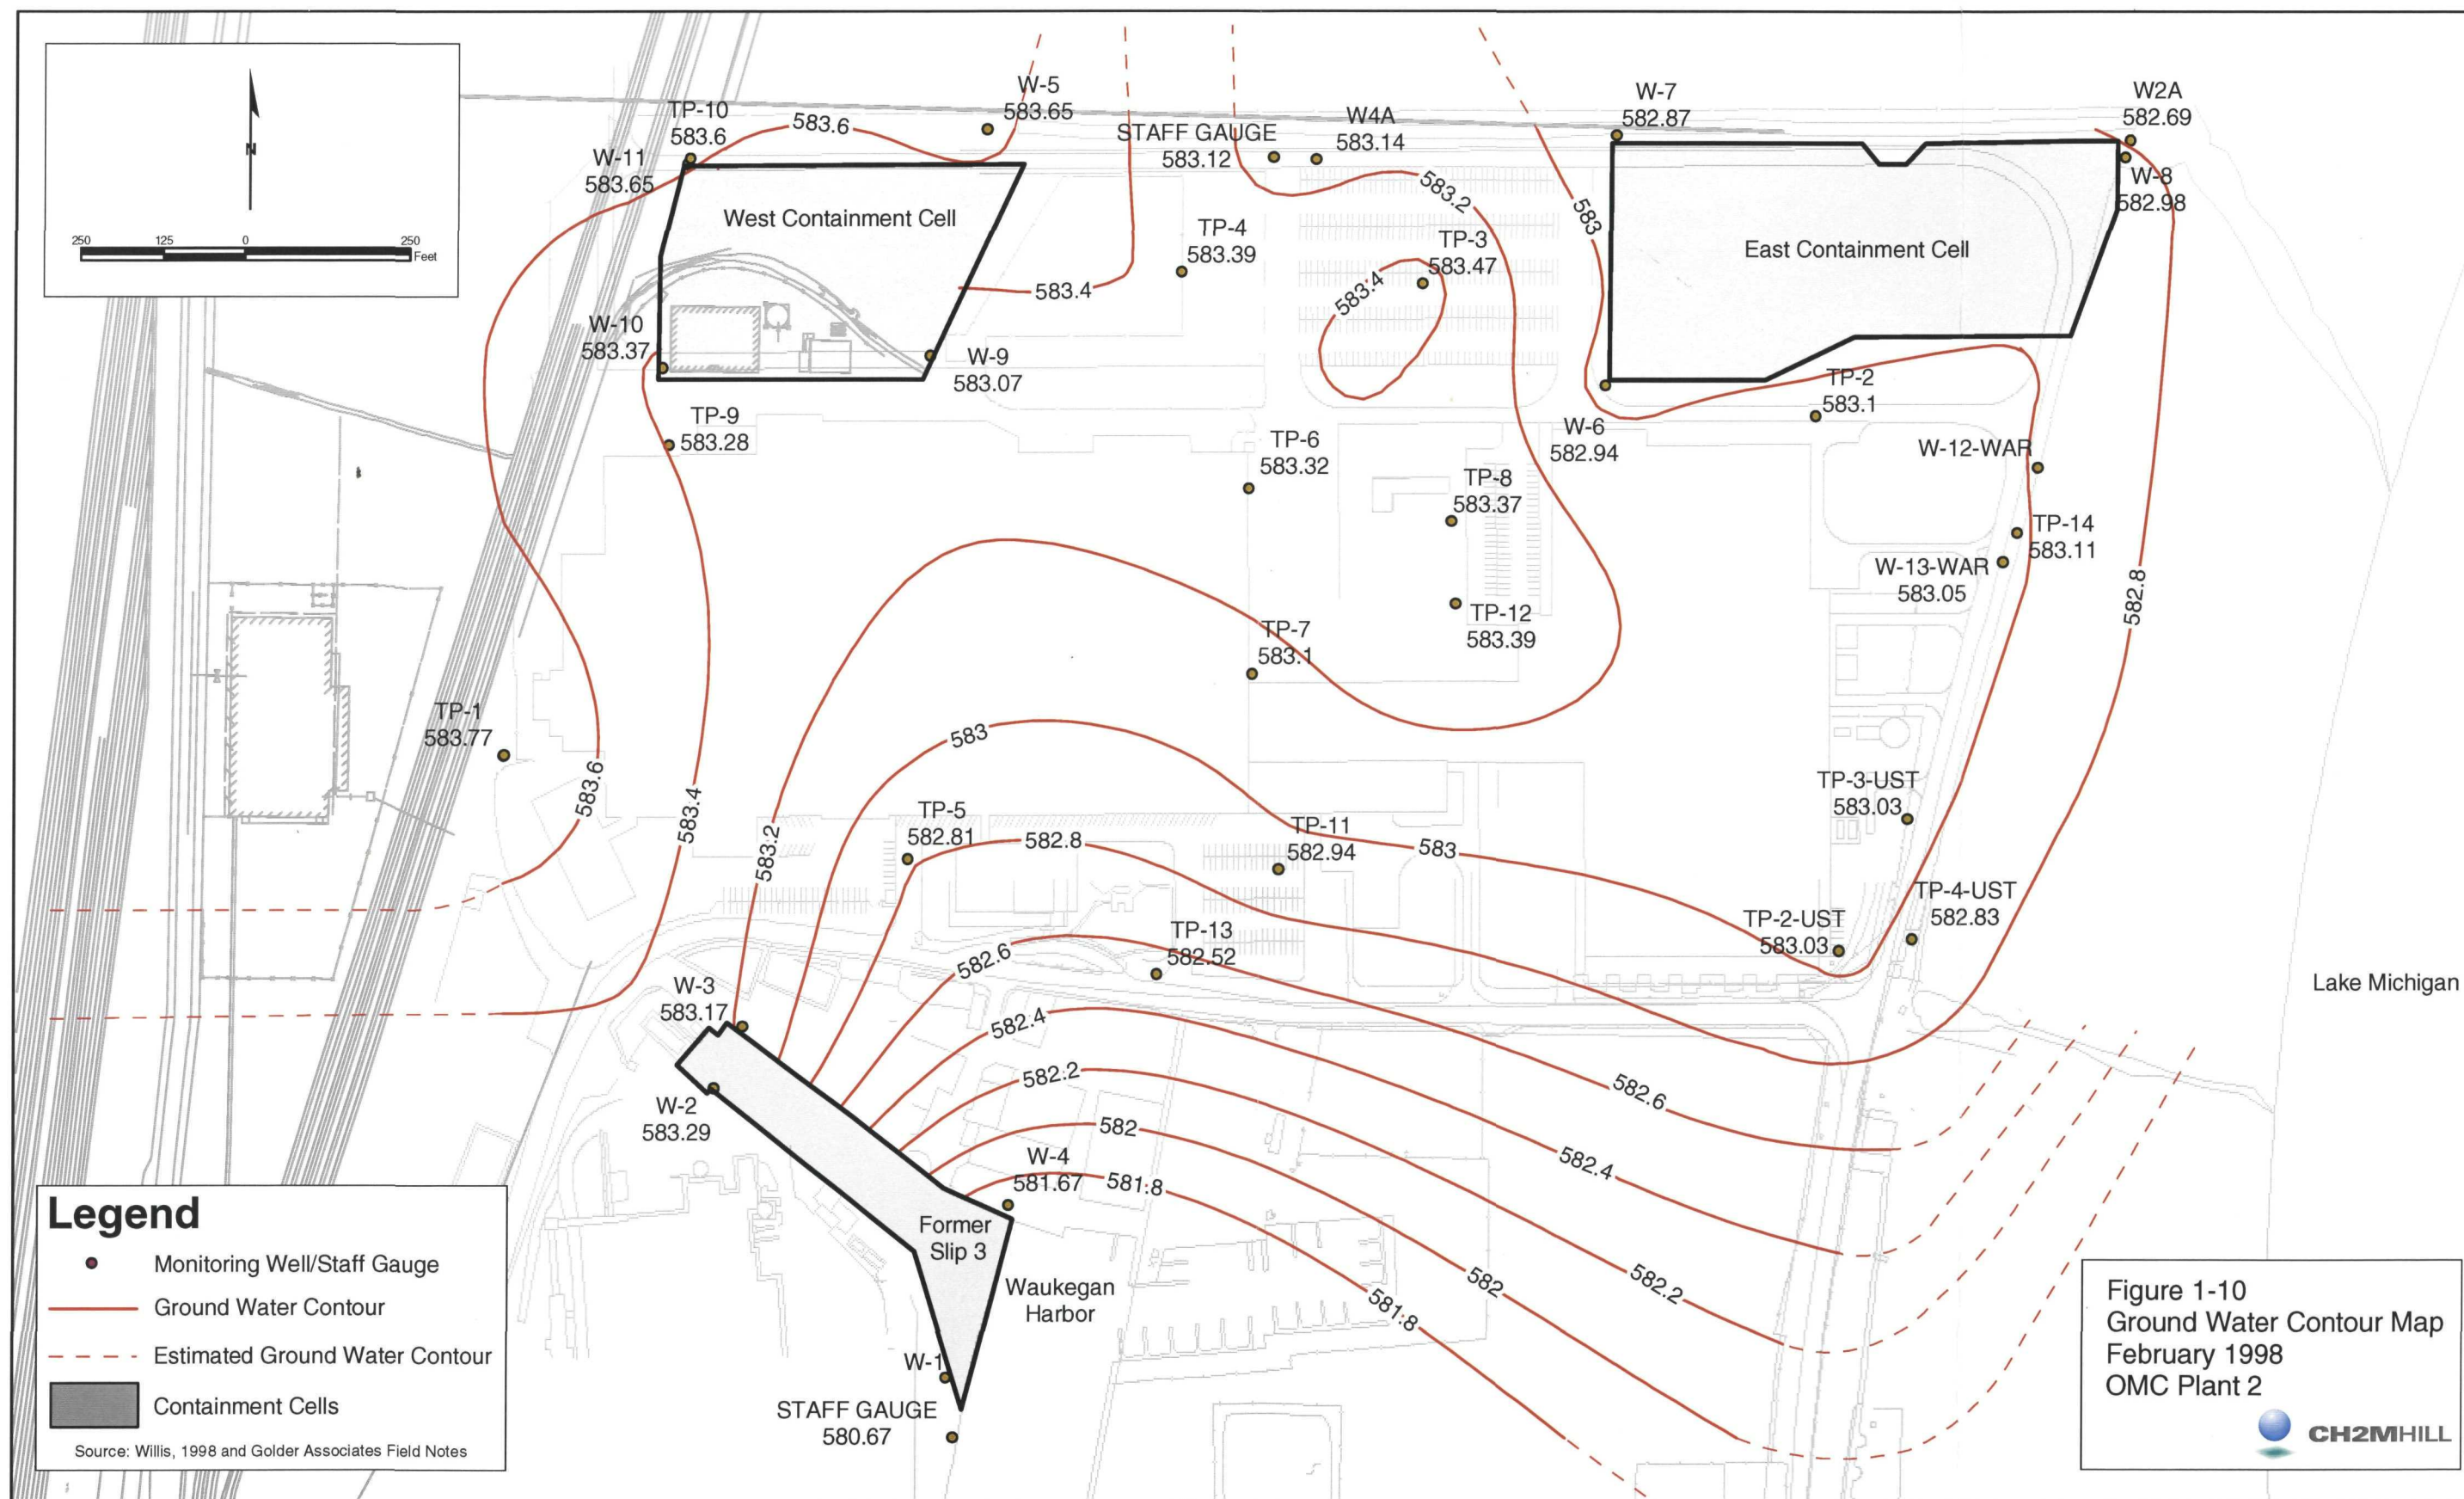 250
125
0
250
Feet
N
W-5
583.65
TP-10
583.6
583.6
W-11
583.65
STAFF GAUGE
583.12
W4A
583.14
W-7
582.87
W2A
582.69
W-8
582.98
West Containment Cell
East Containment Cell
TP-4
583.39
583.2
583
TP-3
583.47
583.4
583.4
W-10
583.37
W-9
583.07
TP-2
583.1
TP-9
583.28
TP-6
583.32
W-6
582.94
W-12-WAR
TP-8
583.37
TP-14
583.11
W-13-WAR
583.05
582.8
TP-12
583.39
TP-7
583.1
TP-1
583.77
583
583.6
583.4
583.2
TP-5
582.81
582.8
TP-11
582.94
583
TP-3-UST
583.03
TP-4-UST
582.83
TP-2-UST
583.03
TP-13
582.52
582.6
W-3
583.17
582.4
Lake Michigan
582.2
582.6
W-2
583.29
582
582.4
W-4
581.67
581.8
Former
Slip 3
Waukegan
Harbor
582
582.2
581.8
W-1
STAFF GAUGE
580.67
Legend
Monitoring Well/Staff Gauge
Ground Water Contour
Estimated Ground Water Contour
Containment Cells
Source: Willis, 1998 and Golder Associates Field Notes
Figure 1-10
Ground Water Contour Map
February 1998
OMC Plant 2
CH2MHILL